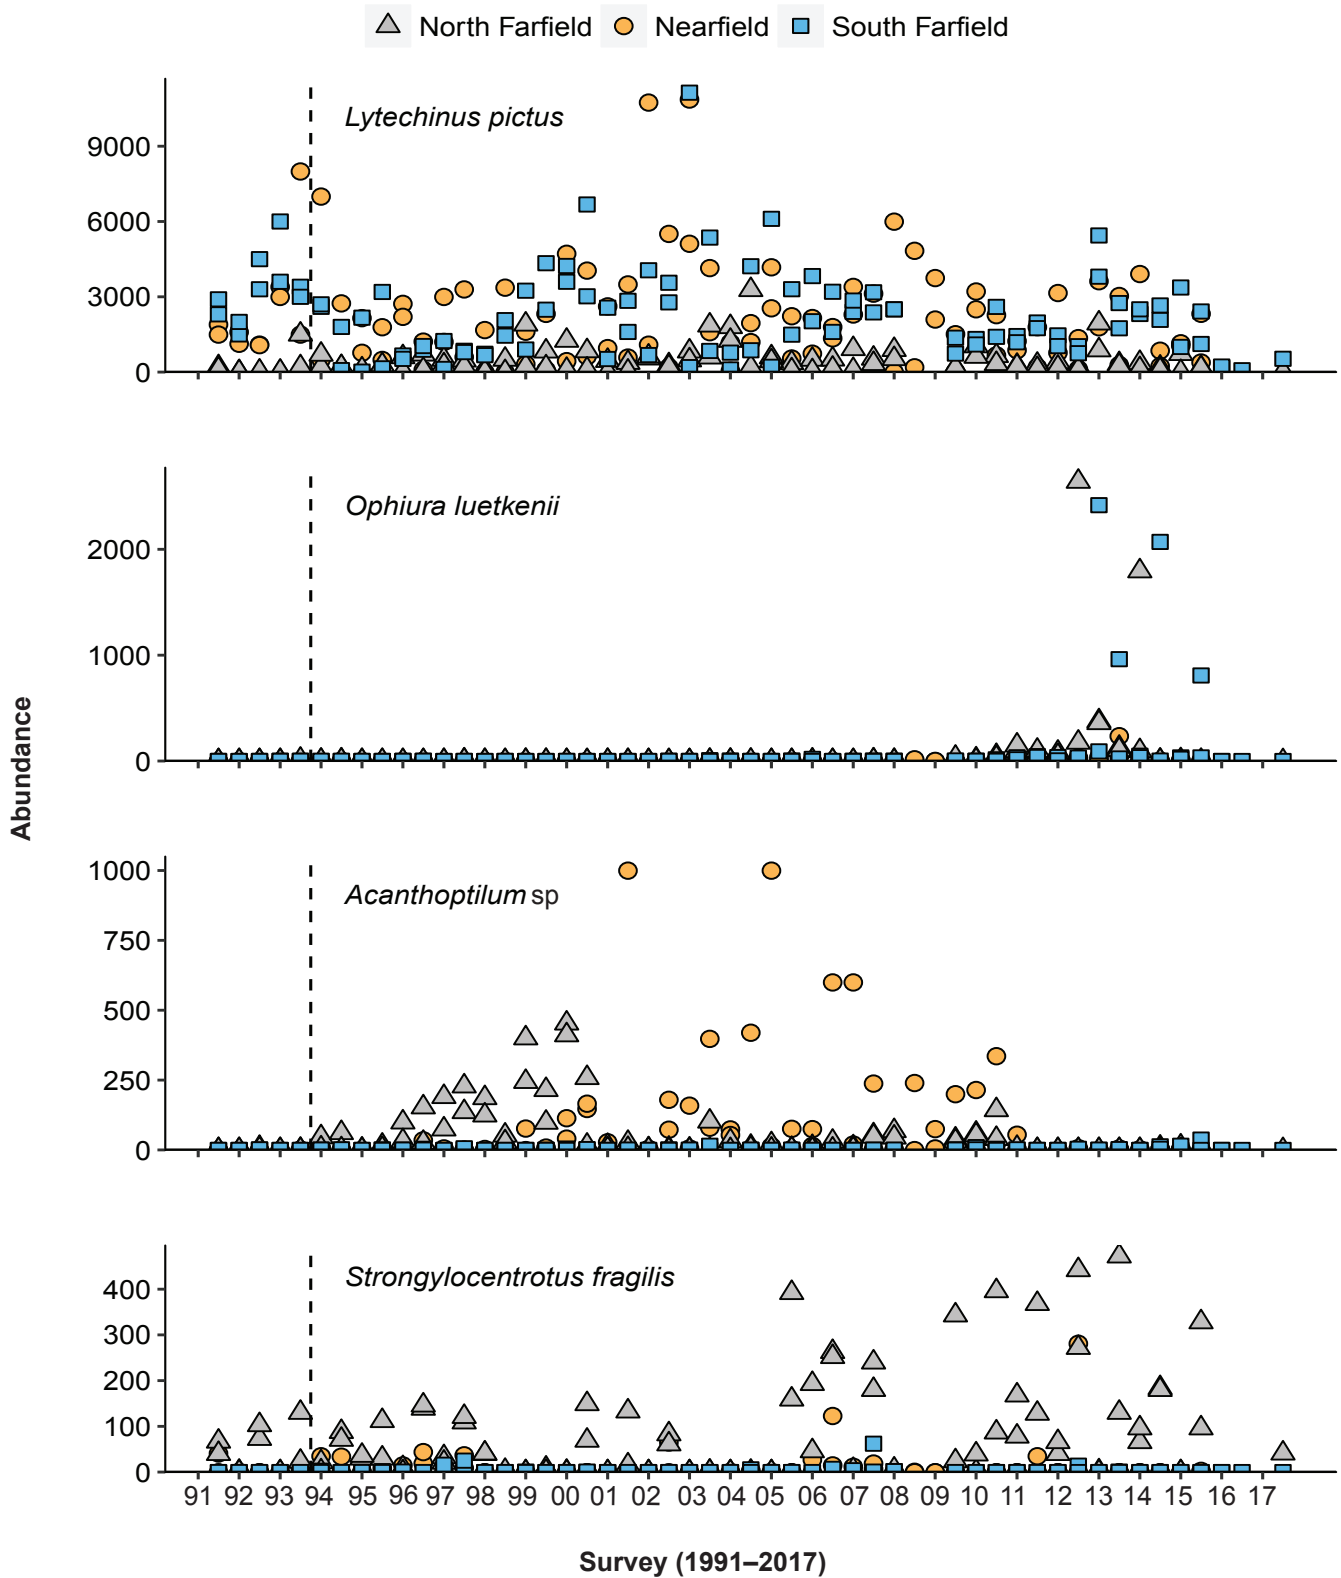 North Farfield Nearfield South Farfield
Lytechinus pictus
9000
6000
3000
0
Ophiura luetkenii
2000
1000
0
Abundance
Acanthoptilum sp
1000
750
500
250
0
Strongylocentrotus fragilis
400
300
200
100
0
91 92 93 94 95 96 97 98 99 00 01 02 03 04 05 06 07 08 09 10 11 12 13 14 15 16 17
Survey (1991–2017)